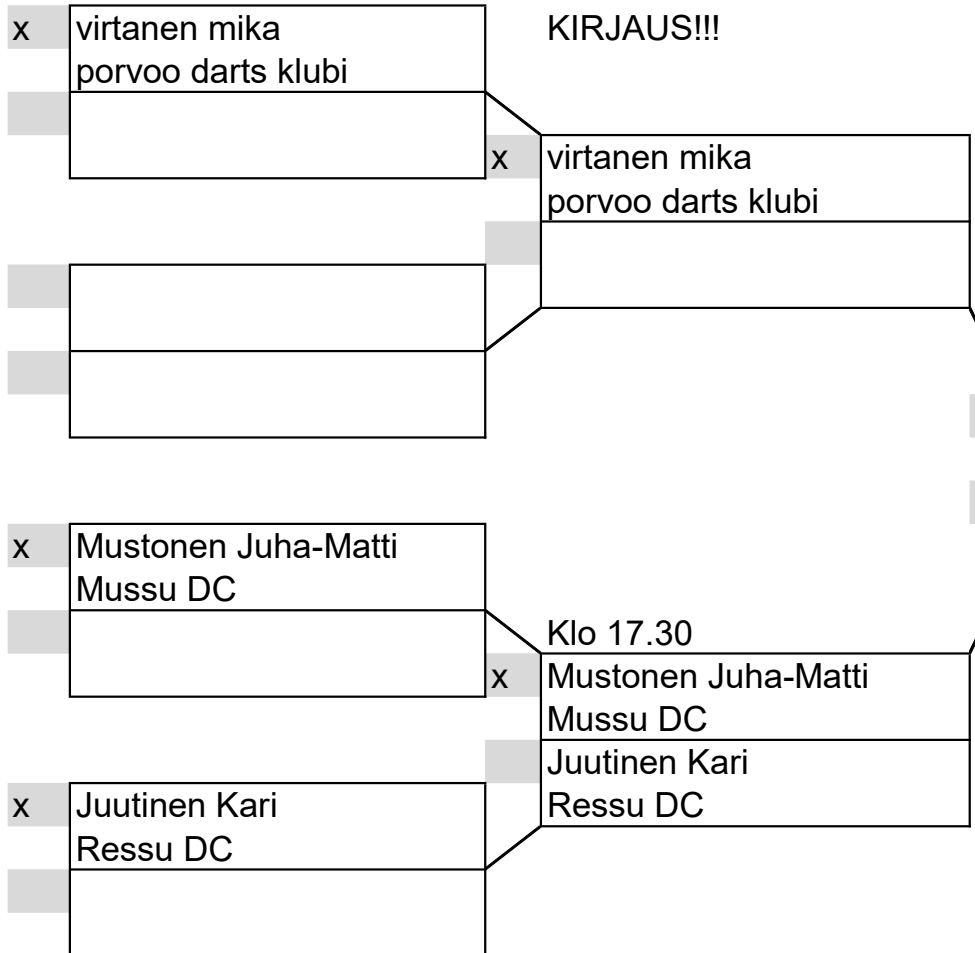 x virtanen mika KIRJAUS!!!
porvoo darts klubi
x virtanen mika
porvoo darts klubi
x Mustonen Juha-Matti
Mussu DC
Klo 17.30
x Mustonen Juha-Matti
Mussu DC
Juutinen Kari
Ressu DC
x Juutinen Kari
Ressu DC